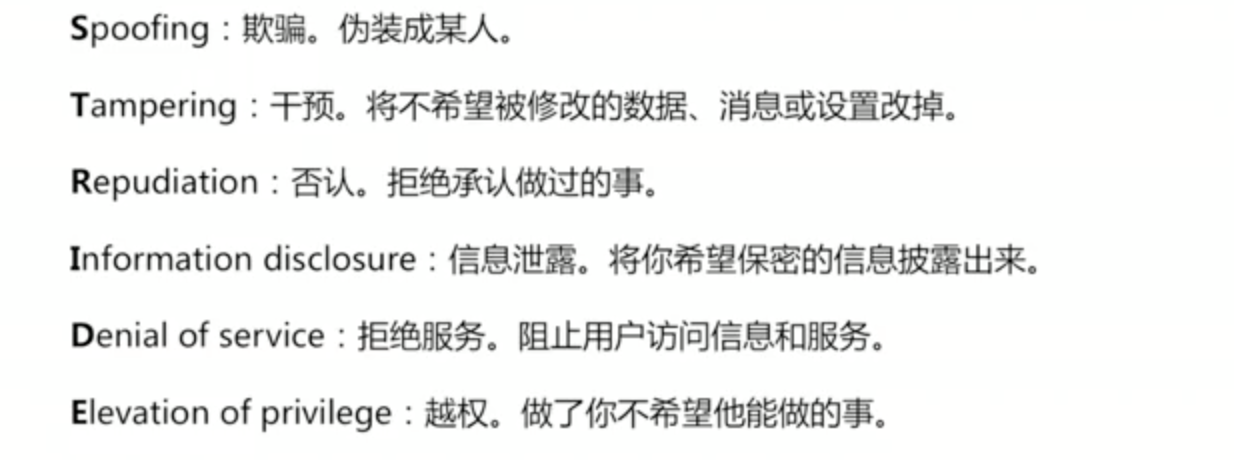 Spoofing：欺骗。伪装成某人。
Tampering：干预。将不希望被修改的数据、消息或设置改掉。
Repudiation：否认。拒绝承认做过的事。
Information disclosure：信息泄露。将你希望保密的信息披露出来。
Denial of service：拒绝服务。阻止用户访问信息和服务。
Elevation of privilege：越权。做了你不希望他能做的事。